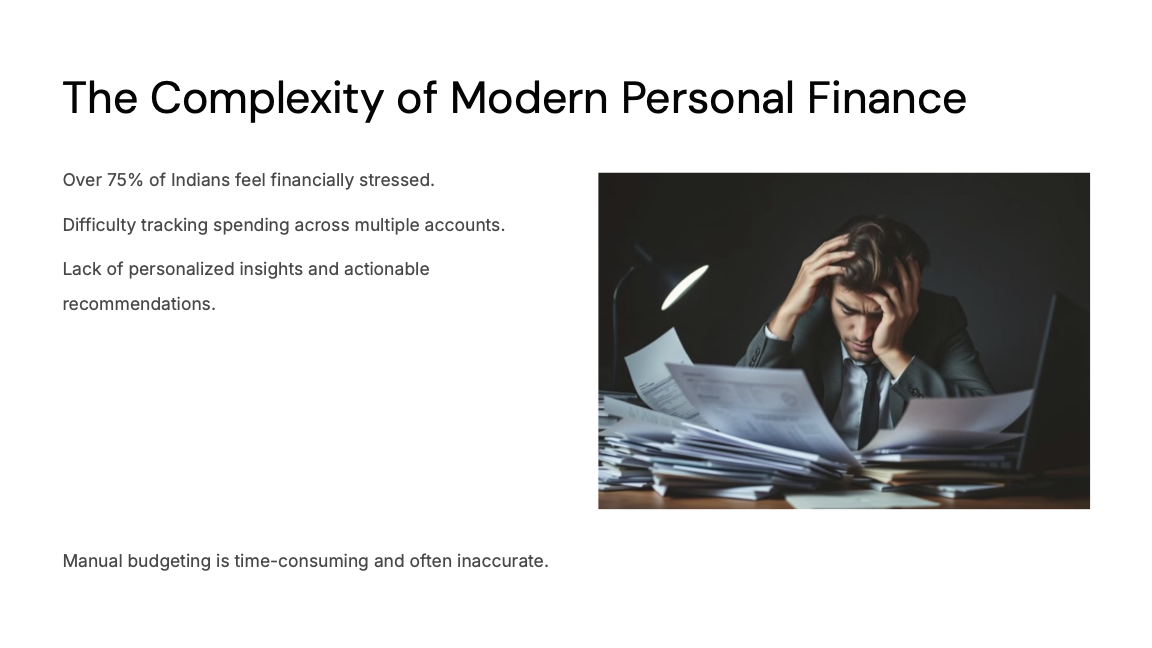 The Complexity of Modern Personal Finance
Over 75% of Indians feel financially stressed.
Difficulty tracking spending across multiple accounts.
Lack of personalized insights and actionable
recommendations.
Manual budgeting is time-consuming and often inaccurate.